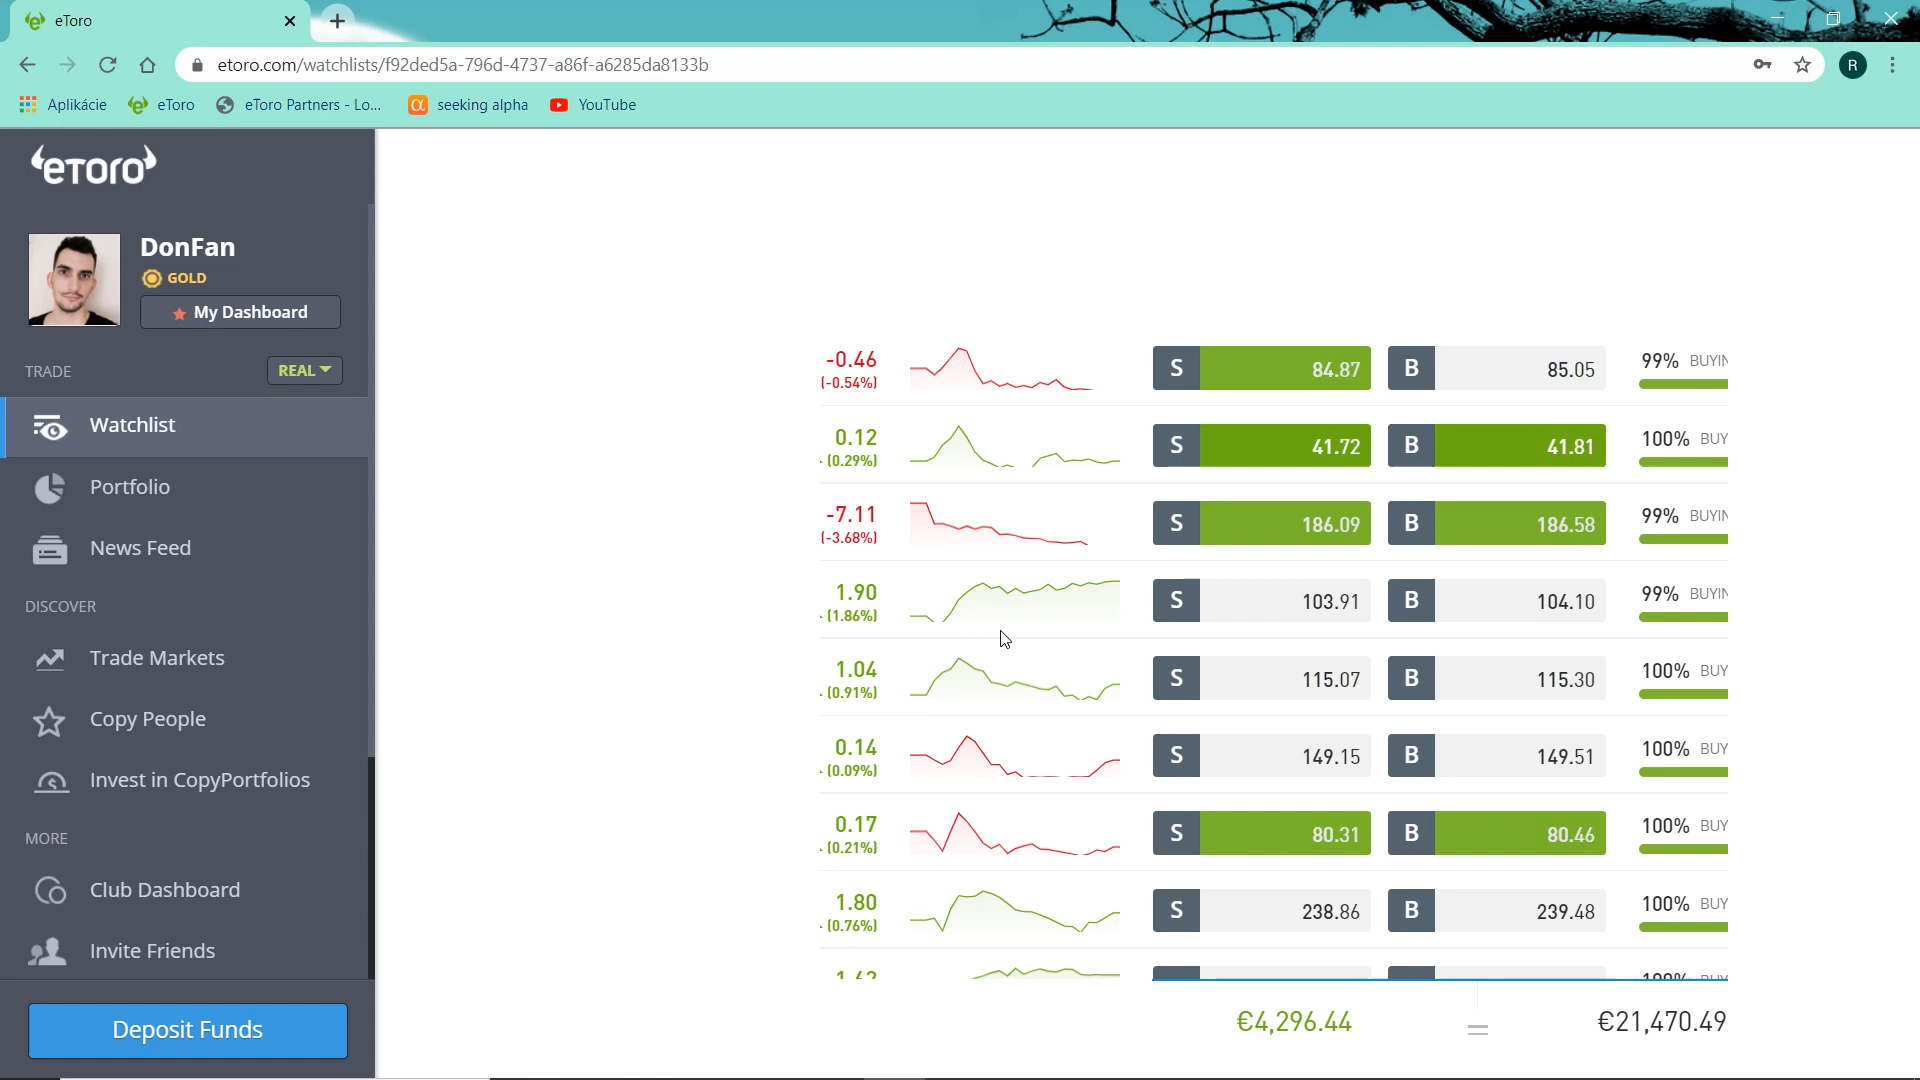 eToro
etoro.com/watchlists/f92ded5a-796d-4737-a86f-a6285da8133b
R
Aplikácie eToro eToro Partners - Lo... seeking alpha YouTube
eToro
DonFan
GOLD
My Dashboard
TRADE REAL
Watchlist
Portfolio
News Feed
DISCOVER
Trade Markets
Copy People
Invest in CopyPortfolios
MORE
Club Dashboard
Invite Friends
Deposit Funds
-0.46 S 84.87 B 85.05 99% BUYIN
(-0.54%)
0.12 S 41.72 B 41.81 100% BUY
(0.29%)
-7.11 S 186.09 B 186.58 99% BUYIN
(-3.68%)
1.90 S 103.91 B 104.10 99% BUYIN
(1.86%)
1.04 S 115.07 B 115.30 100% BUY
(0.91%)
0.14 S 149.15 B 149.51 100% BUY
(0.09%)
0.17 S 80.31 B 80.46 100% BUY
(0.21%)
1.80 S 238.86 B 239.48 100% BUY
(0.76%)
€4,296.44 = €21,470.49